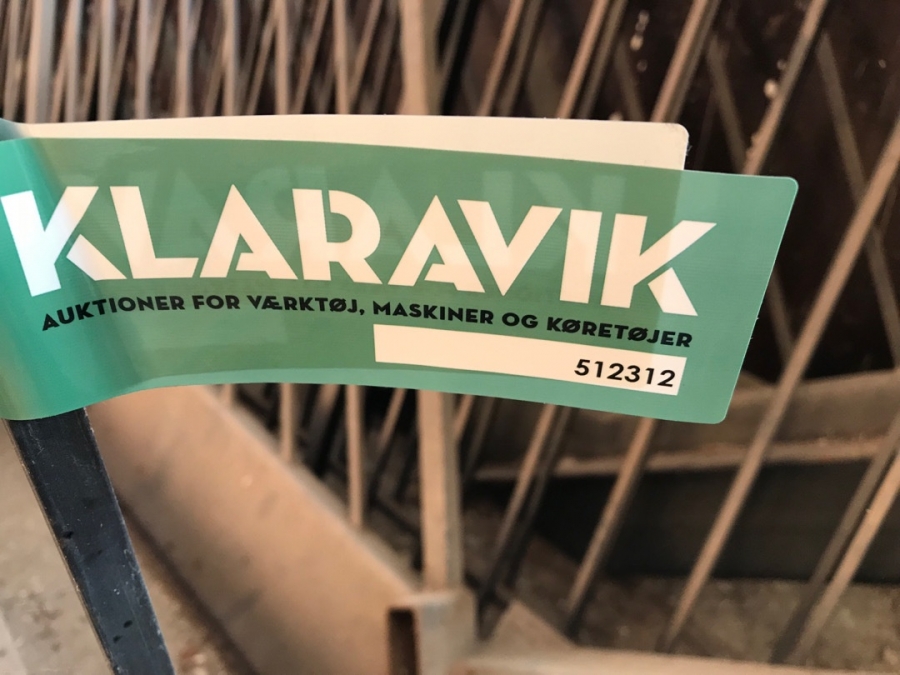 KLARAVIK
AUKTIONER FOR VÆRKTØJ, MASKINER OG KØRETØJER
512312